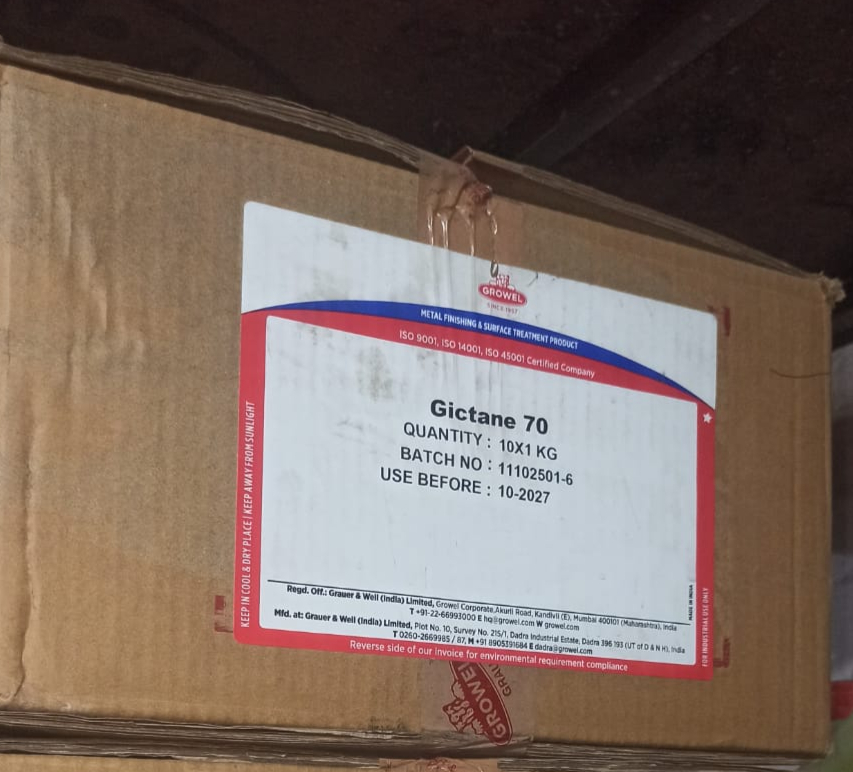 GROWEL
SINCE 1957
METAL FINISHING & SURFACE TREATMENT PRODUCT
ISO 9001, ISO 14001, ISO 45001 Certified Company
Gictane 70
QUANTITY : 10X1 KG
BATCH NO : 11102501-6
USE BEFORE : 10-2027
KEEP IN COOL & DRY PLACE | KEEP AWAY FROM SUNLIGHT
MADE IN INDIA
FOR INDUSTRIAL USE ONLY
Regd. Off.: Grauer & Weil (India) Limited, Growel Corporate, Akurli Road, Kandivli (E), Mumbai 400101 (Maharashtra), India
T +91-22-66993000 E hq@growel.com W growel.com
Mfd. at: Grauer & Weil (India) Limited, Plot No. 10, Survey No. 215/1, Dadra Industrial Estate, Dadra 396 193 (UT of D & N H), India
T 0260-2669985 / 87, M +91 8905391684 E dadra@growel.com
Reverse side of our invoice for environmental requirement compliance
GROWEL